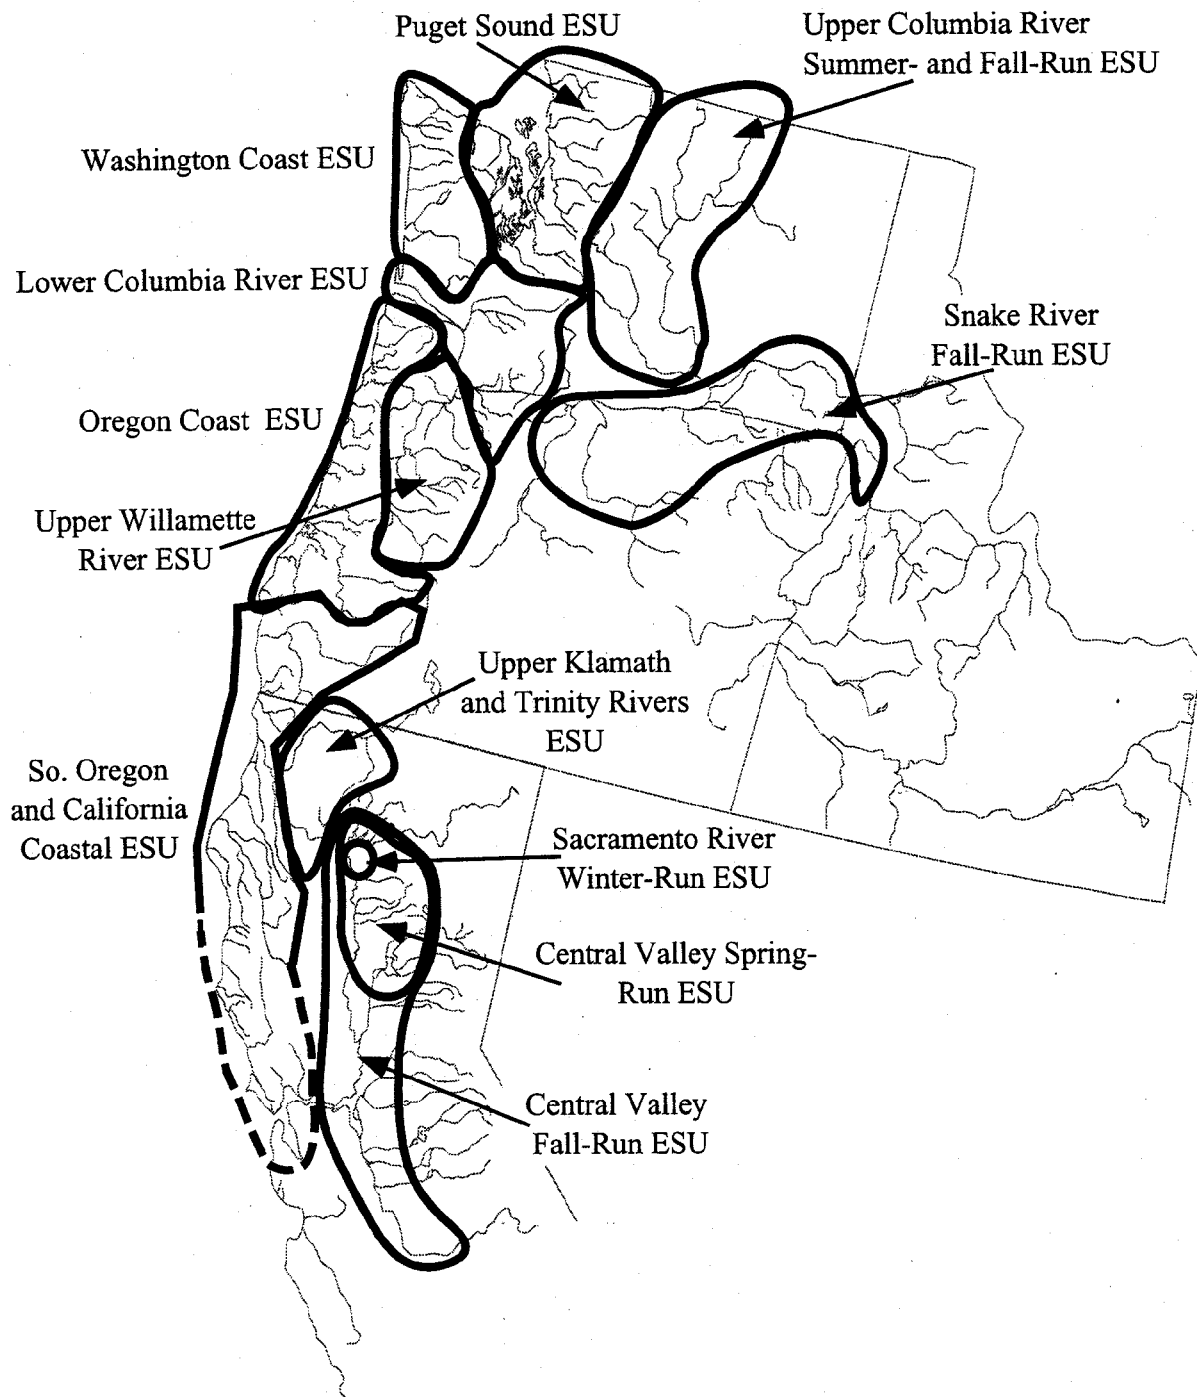 Puget Sound ESU
Upper Columbia River
Summer- and Fall-Run ESU
Washington Coast ESU
Lower Columbia River ESU
Snake River
Fall-Run ESU
Oregon Coast ESU
Upper Willamette
River ESU
Upper Klamath
and Trinity Rivers
ESU
So. Oregon
and California
Coastal ESU
Sacramento River
Winter-Run ESU
Central Valley Spring-
Run ESU
Central Valley
Fall-Run ESU